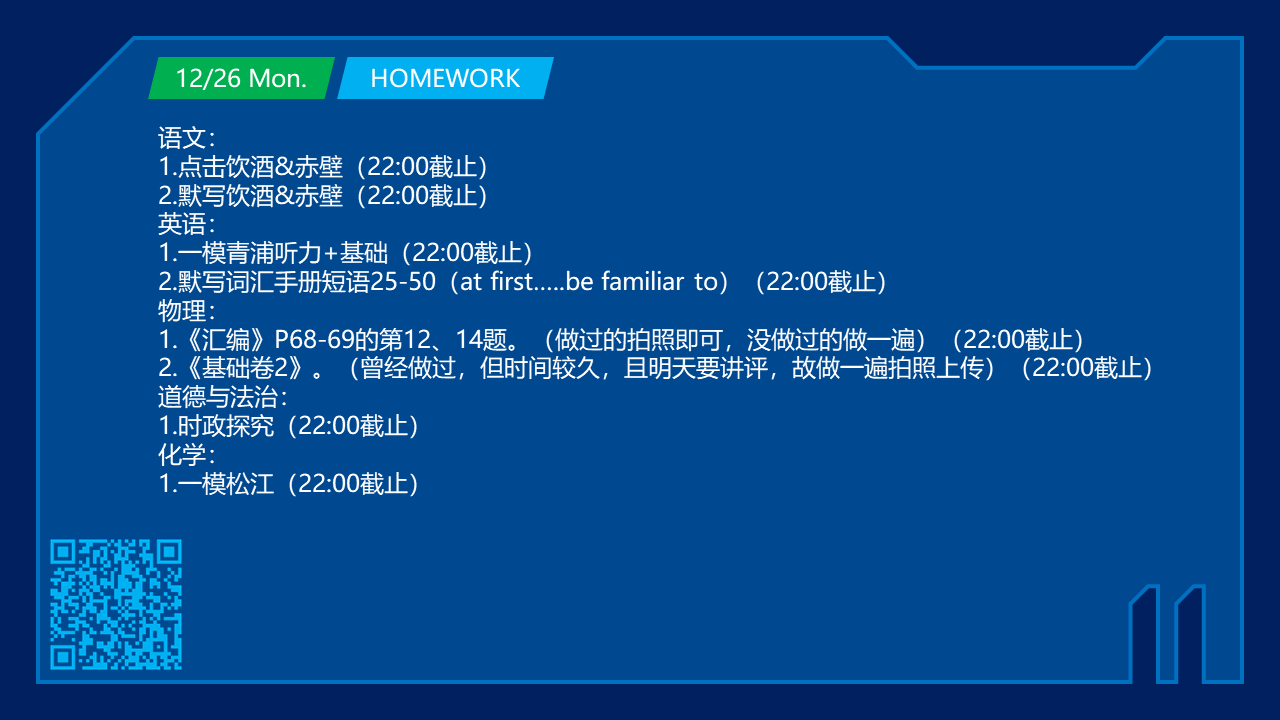 12/26 Mon.
HOMEWORK
语文：
1.点击饮酒&赤壁（22:00截止）
2.默写饮酒&赤壁（22:00截止）
英语：
1.一模青浦听力+基础（22:00截止）
2.默写词汇手册短语25-50（at first…..be familiar to）（22:00截止）
物理：
1.《汇编》P68-69的第12、14题。（做过的拍照即可，没做过的做一遍）（22:00截止）
2.《基础卷2》。（曾经做过，但时间较久，且明天要讲评，故做一遍拍照上传）（22:00截止）
道德与法治：
1.时政探究（22:00截止）
化学：
1.一模松江（22:00截止）
11